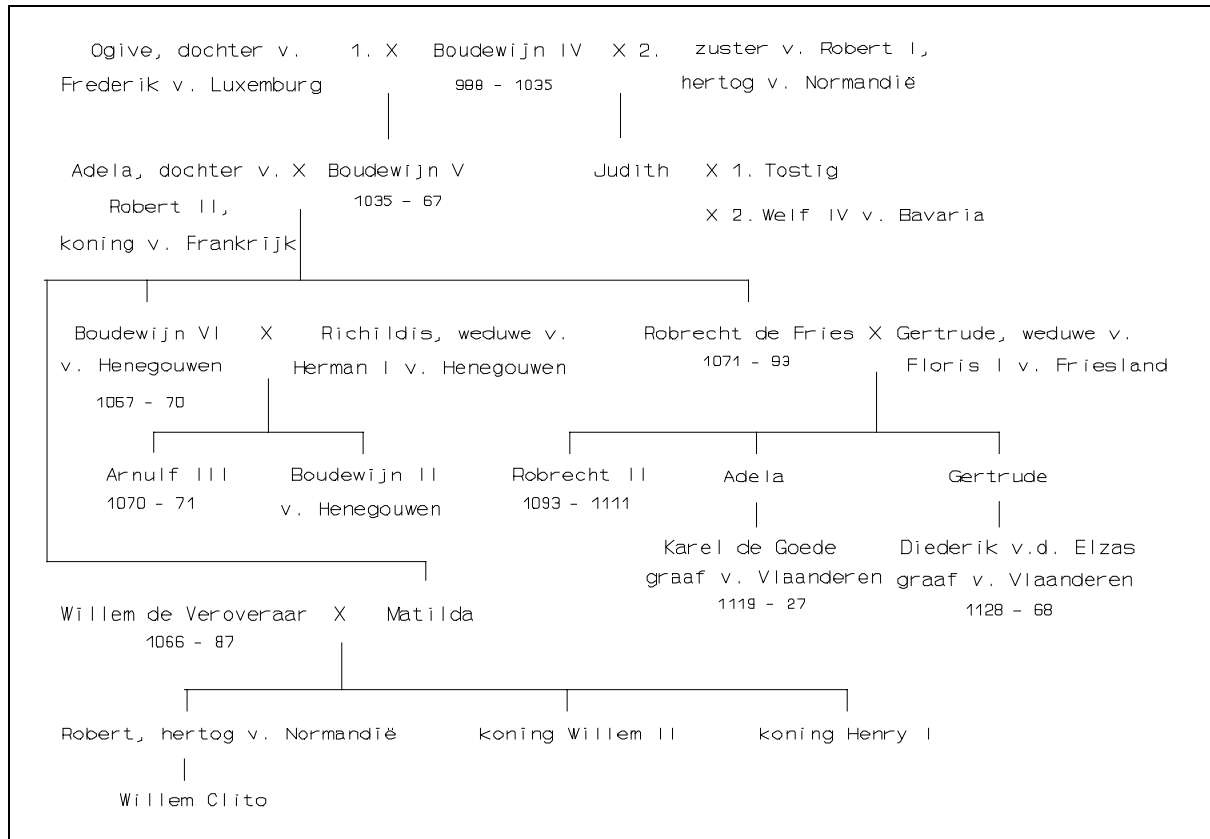 Ogive, dochter v. 1. X Boudewijn IV X 2. zuster v. Robert I,
Frederik v. Luxemburg 988 - 1035 hertog v. Normandië
Adela, dochter v. X Boudewijn V Judith X 1. Tostig
Robert II, 1035 - 67 X 2. Welf IV v. Bavaria
koning v. Frankrijk
Boudewijn VI X Richildis, weduwe v. Robrecht de Fries X Gertrude, weduwe v.
v. Henegouwen Herman I v. Henegouwen 1071 - 93 Floris I v. Friesland
1067 - 70
Arnulf III Boudewijn II Robrecht II Adela Gertrude
1070 - 71 v. Henegouwen 1093 - 1111
Karel de Goede Diederik v.d. Elzas
graaf v. Vlaanderen graaf v. Vlaanderen
1119 - 27 1128 - 68
Willem de Veroveraar X Matilda
1066 - 87
Robert, hertog v. Normandië koning Willem II koning Henry I
Willem Clito